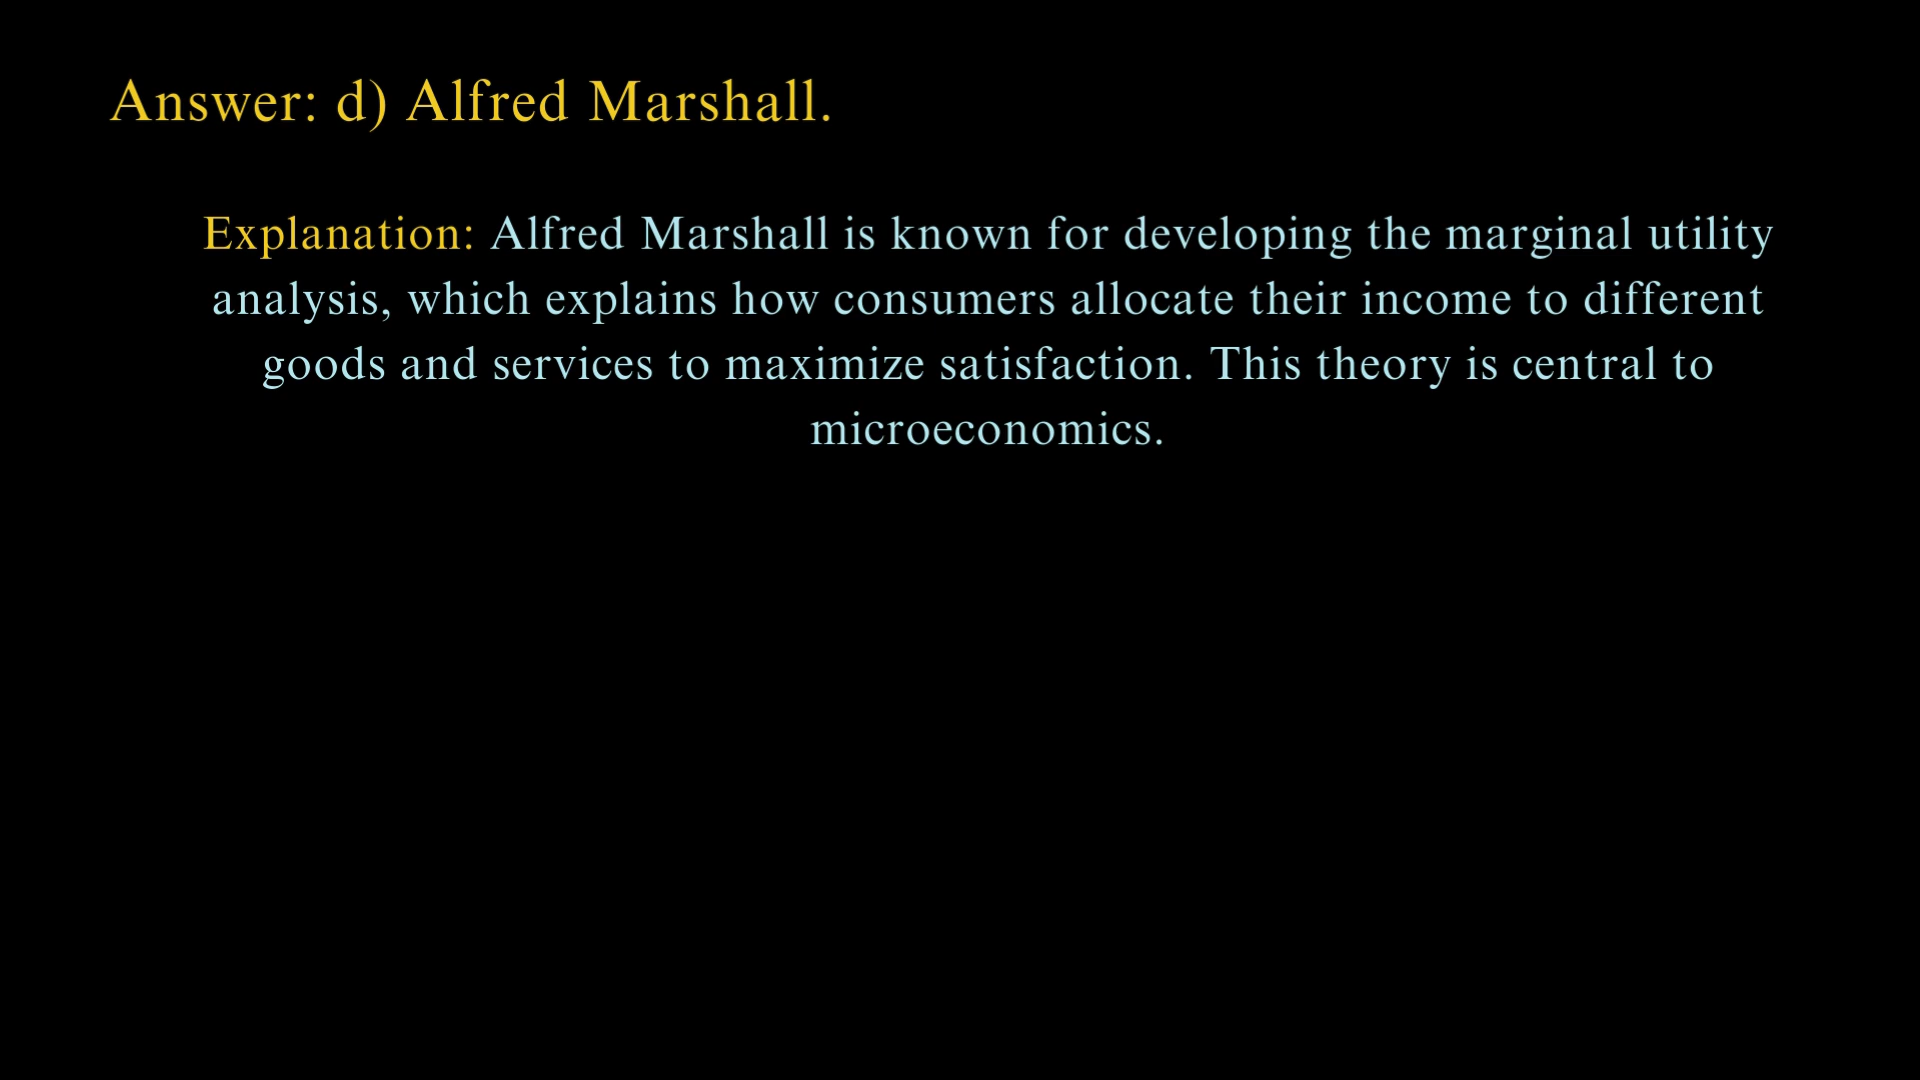 Answer: d) Alfred Marshall.
Explanation: Alfred Marshall is known for developing the marginal utility
analysis, which explains how consumers allocate their income to different
goods and services to maximize satisfaction. This theory is central to
microeconomics.